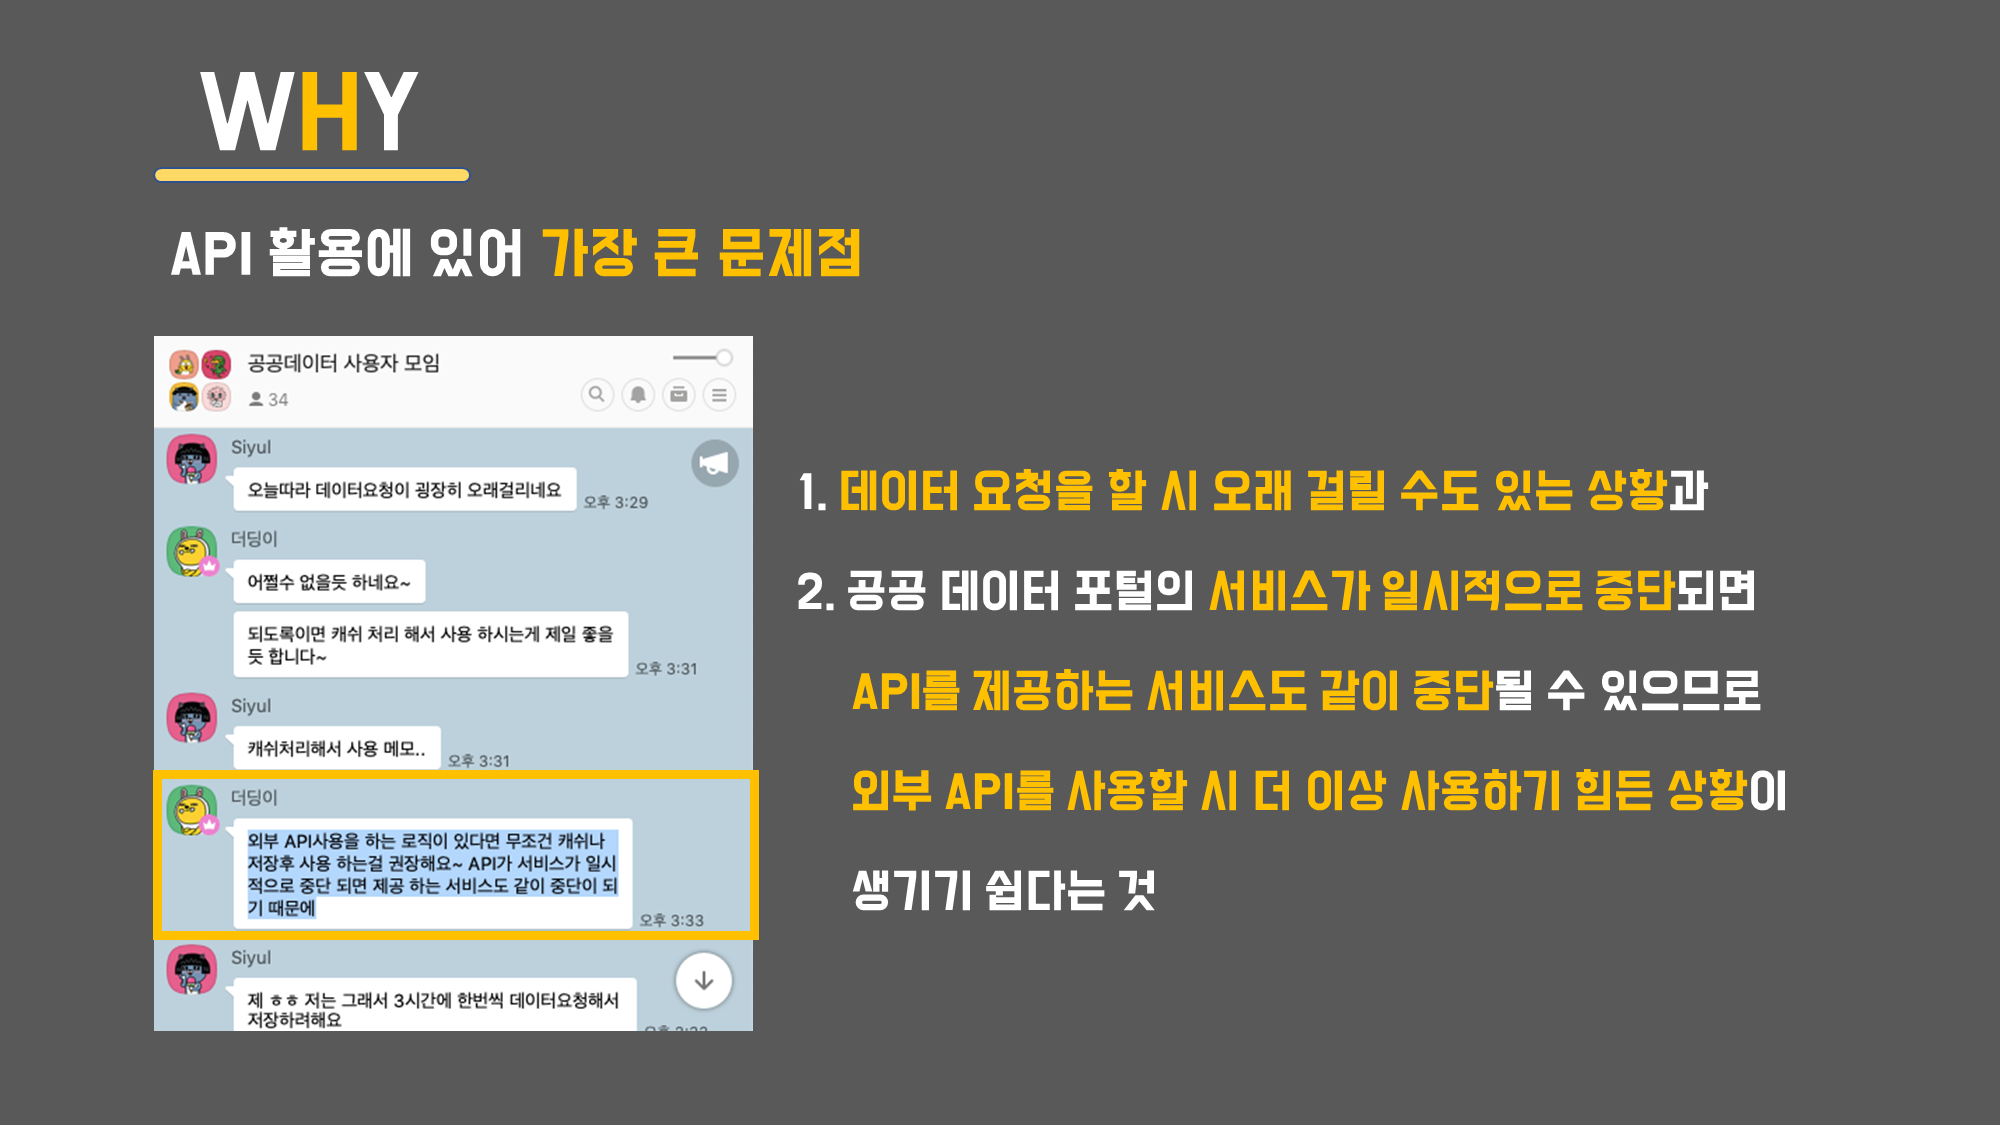 WHY
API 활용에 있어 가장 큰 문제점
공공데이터 사용자 모임
34
Siyul
오늘따라 데이터요청이 굉장히 오래걸리네요
오후 3:29
더딩이
어쩔수 없을듯 하네요~
되도록이면 캐쉬 처리 해서 사용 하시는게 제일 좋을
듯 합니다~
오후 3:31
Siyul
캐쉬처리해서 사용 메모..
오후 3:31
더딩이
외부 API사용을 하는 로직이 있다면 무조건 캐쉬나
저장후 사용 하는걸 권장해요~ API가 서비스가 일시
적으로 중단 되면 제공 하는 서비스도 같이 중단이 되
기 때문에
오후 3:33
Siyul
제 ㅎㅎ 저는 그래서 3시간에 한번씩 데이터요청해서
저장하려해요
1. 데이터 요청을 할 시 오래 걸릴 수도 있는 상황과
2. 공공 데이터 포털의 서비스가 일시적으로 중단되면
API를 제공하는 서비스도 같이 중단될 수 있으므로
외부 API를 사용할 시 더 이상 사용하기 힘든 상황이
생기기 쉽다는 것